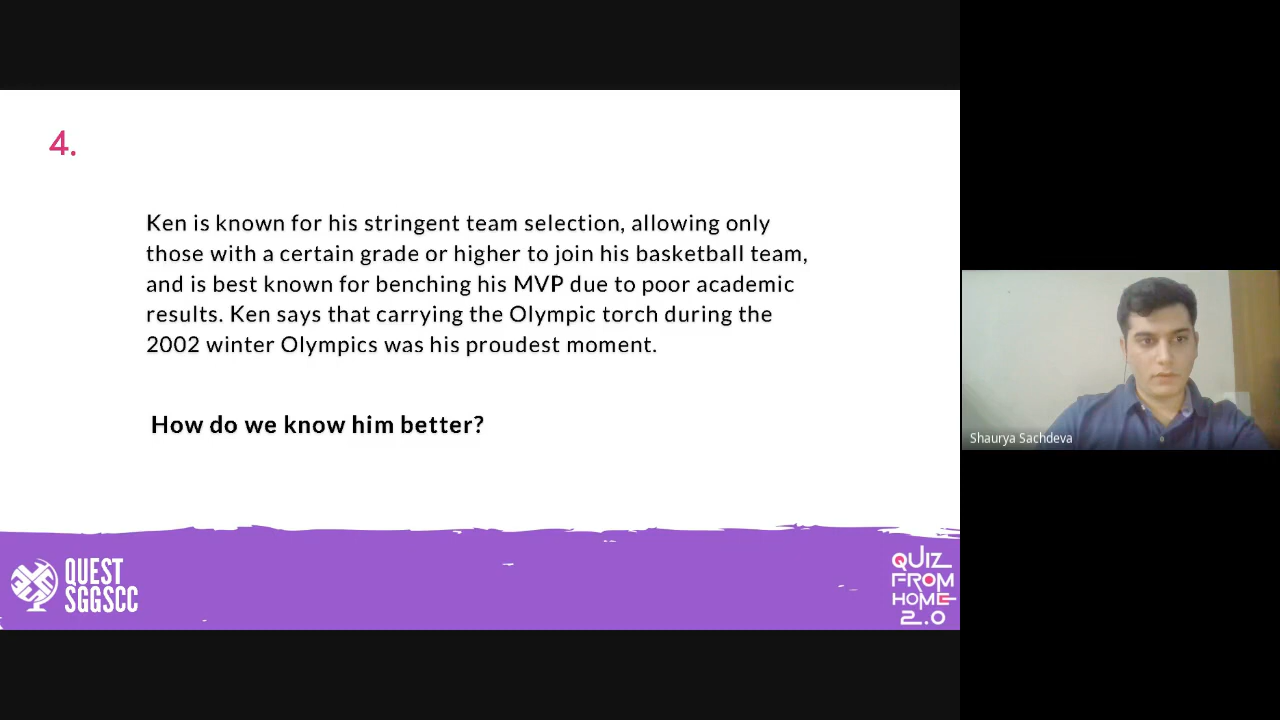 4.
Ken is known for his stringent team selection, allowing only
those with a certain grade or higher to join his basketball team,
and is best known for benching his MVP due to poor academic
results. Ken says that carrying the Olympic torch during the
2002 winter Olympics was his proudest moment.
How do we know him better?
Shaurya Sachdeva
QUEST
SGGSCC
QUIZ
FROM
HOME
2.0